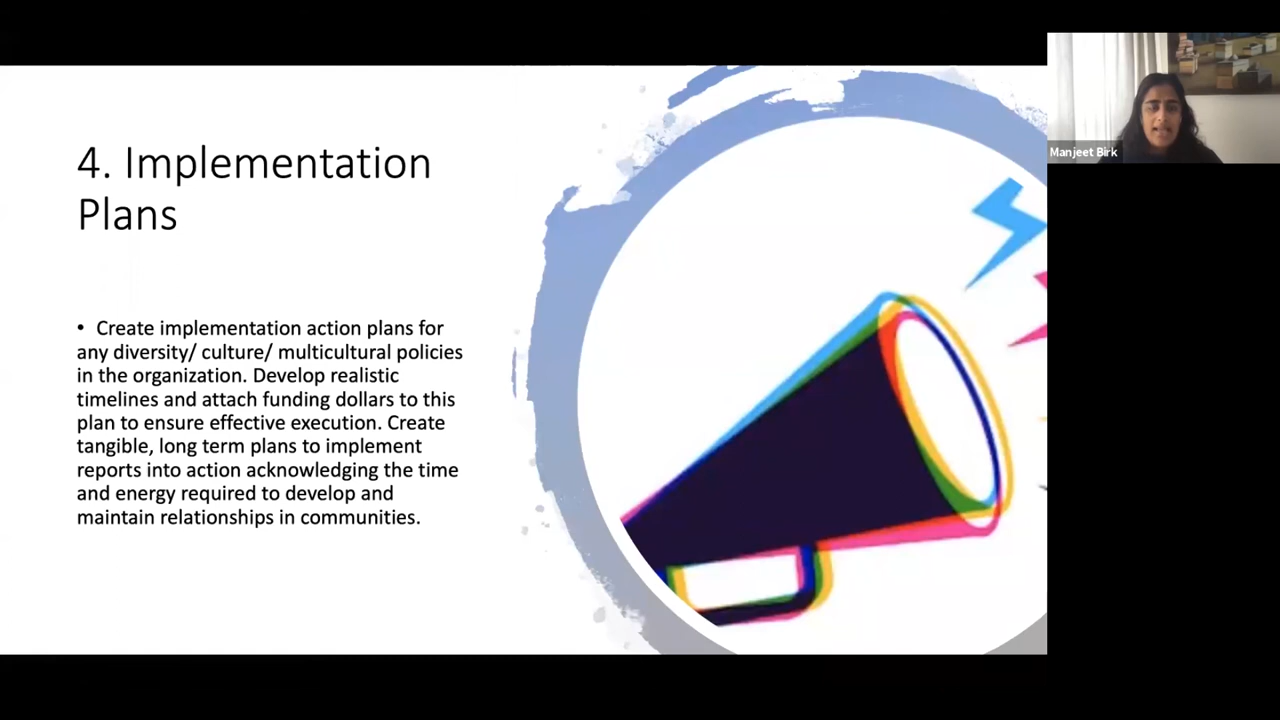 4. Implementation
Plans
• Create implementation action plans for
any diversity/ culture/ multicultural policies
in the organization. Develop realistic
timelines and attach funding dollars to this
plan to ensure effective execution. Create
tangible, long term plans to implement
reports into action acknowledging the time
and energy required to develop and
maintain relationships in communities.
Manjeet Birk